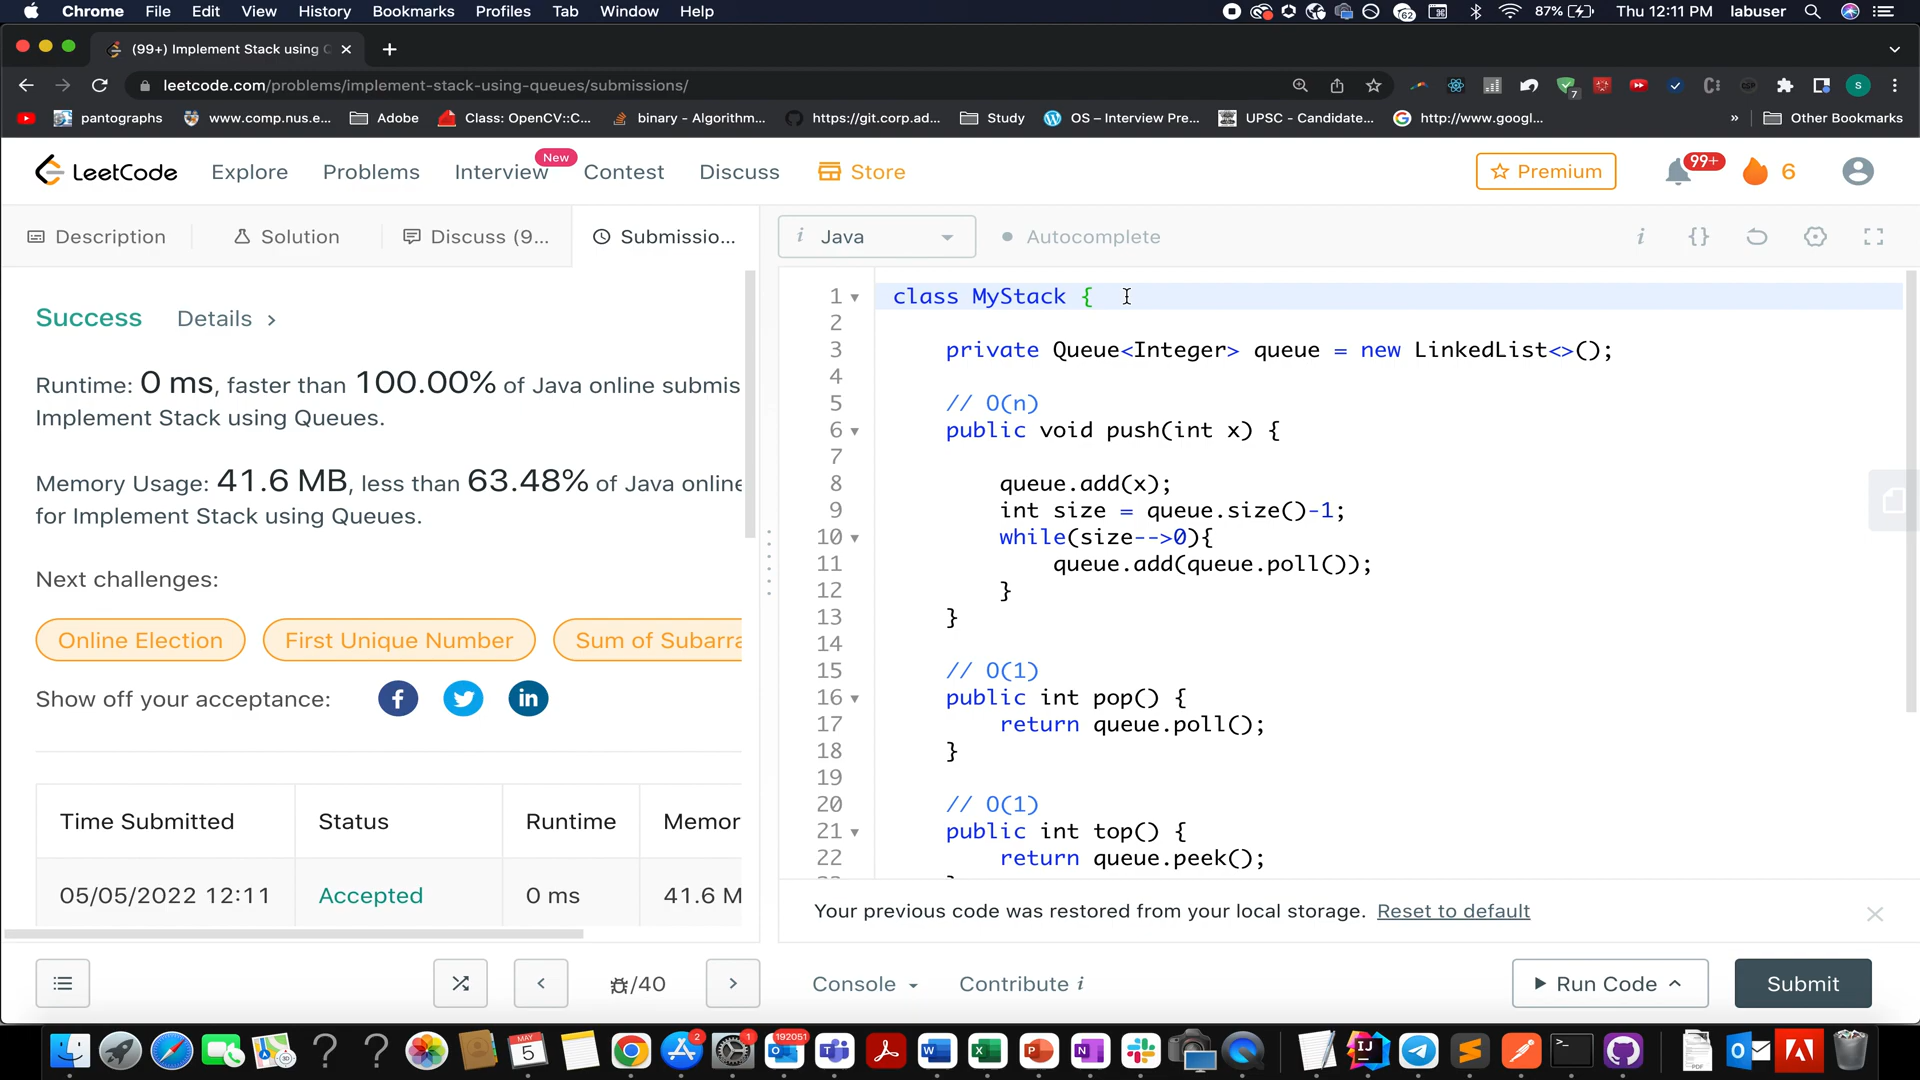 Chrome File Edit View History Bookmarks Profiles Tab Window Help 62 87% Thu 12:11 PM labuser
(99+) Implement Stack using
leetcode.com/problems/implement-stack-using-queues/submissions/ 7 S
pantographs www.comp.nus.e... Adobe Class: OpenCV::C... binary - Algorithm... https://git.corp.ad... Study OS – Interview Pre... UPSC - Candidate... http://www.googl... » Other Bookmarks
LeetCode Explore Problems Interview New Contest Discuss Store Premium 99+ 6
Description Solution Discuss (9... Submissio... i Java Autocomplete i {}
Success Details >
Runtime: 0 ms, faster than 100.00% of Java online submis
Implement Stack using Queues.
Memory Usage: 41.6 MB, less than 63.48% of Java online
for Implement Stack using Queues.
Next challenges:
Online Election First Unique Number Sum of Subarra
Show off your acceptance: f in
Time Submitted Status Runtime Memor
05/05/2022 12:11 Accepted 0 ms 41.6 M
1 class MyStack {
2
3 private Queue<Integer> queue = new LinkedList<>();
4
5 // O(n)
6 public void push(int x) {
7
8 queue.add(x);
9 int size = queue.size()-1;
10 while(size-->0){
11 queue.add(queue.poll());
12 }
13 }
14
15 // O(1)
16 public int pop() {
17 return queue.poll();
18 }
19
20 // O(1)
21 public int top() {
22 return queue.peek();
Your previous code was restored from your local storage. Reset to default
/40 Console Contribute i Run Code Submit
MAY 5 2 1 192051